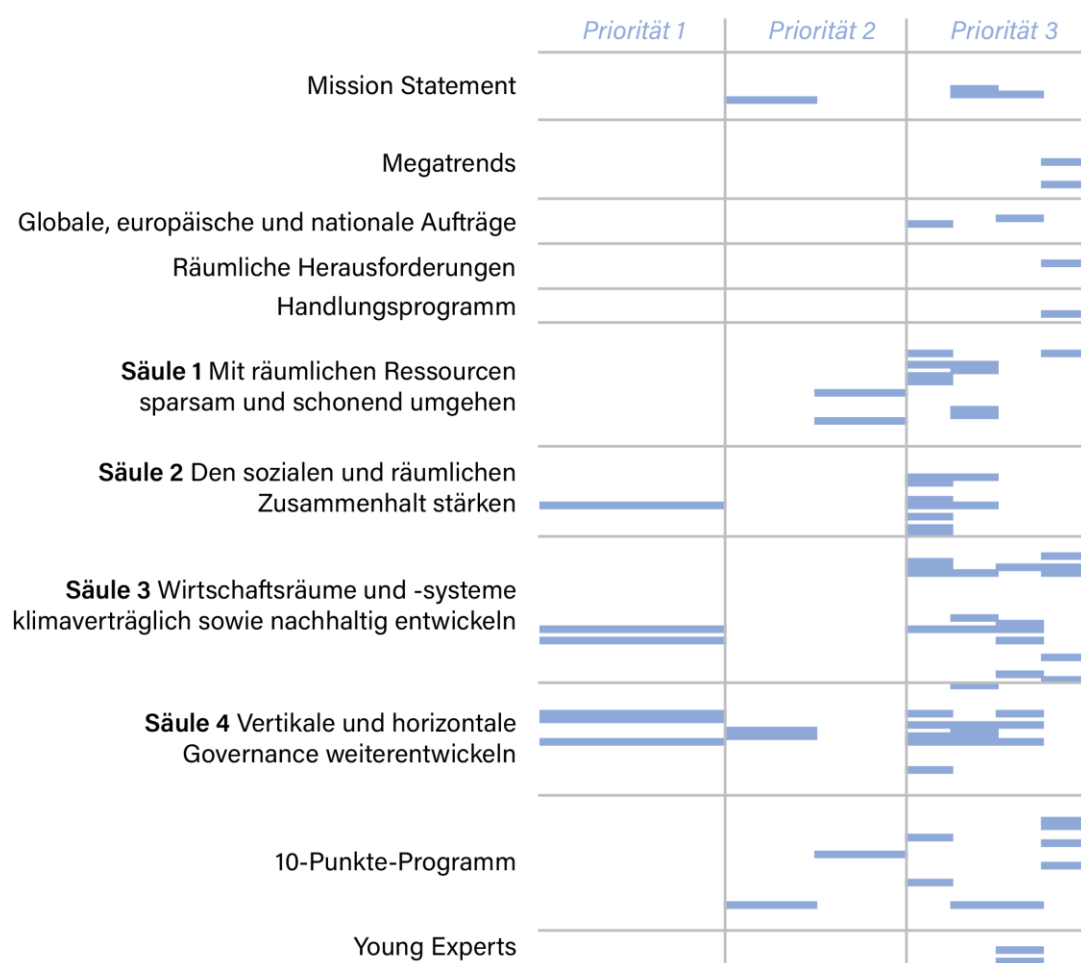 Priorität 1 Priorität 2 Priorität 3
Mission Statement
Megatrends
Globale, europäische und nationale Aufträge
Räumliche Herausforderungen
Handlungsprogramm
Säule 1 Mit räumlichen Ressourcen
sparsam und schonend umgehen
Säule 2 Den sozialen und räumlichen
Zusammenhalt stärken
Säule 3 Wirtschaftsräume und -systeme
klimaverträglich sowie nachhaltig entwickeln
Säule 4 Vertikale und horizontale
Governance weiterentwickeln
10-Punkte-Programm
Young Experts